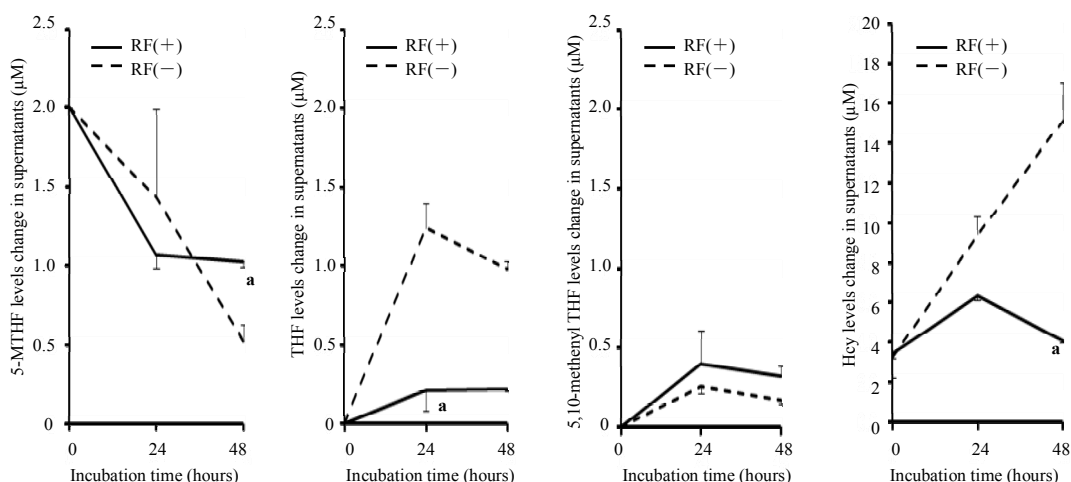 5-MTHF levels change in supernatants (μM)
2.5
2.0
1.5
1.0
0.5
0
RF(+)
RF(−)
a
0 24 48
Incubation time (hours)
THF levels change in supernatants (μM)
2.5
2.0
1.5
1.0
0.5
0
RF(+)
RF(−)
a
0 24 48
Incubation time (hours)
5,10-methenyl THF levels change in supernatants (μM)
2.5
2.0
1.5
1.0
0.5
0
RF(+)
RF(−)
0 24 48
Incubation time (hours)
Hcy levels change in supernatants (μM)
20
18
16
14
12
10
8
6
4
2
0
RF(+)
RF(−)
a
0 24 48
Incubation time (hours)